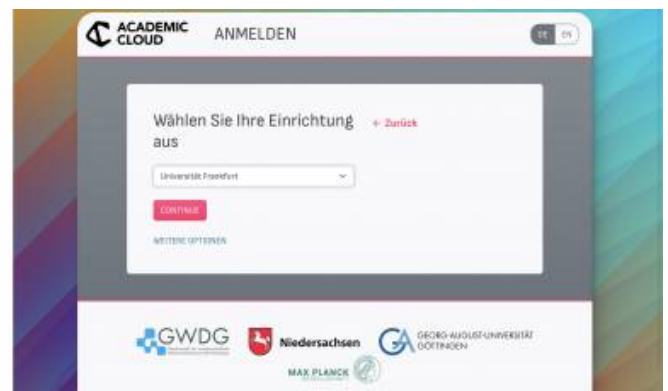 ACADEMIC
CLOUD
ANMELDEN
DE EN
Wählen Sie Ihre Einrichtung
aus
← Zurück
Universität Frankfurt
CONTINUE
WEITERE OPTIONEN
GWDG
Niedersachsen
GEORG-AUGUST-UNIVERSITÄT
GÖTTINGEN
MAX PLANCK